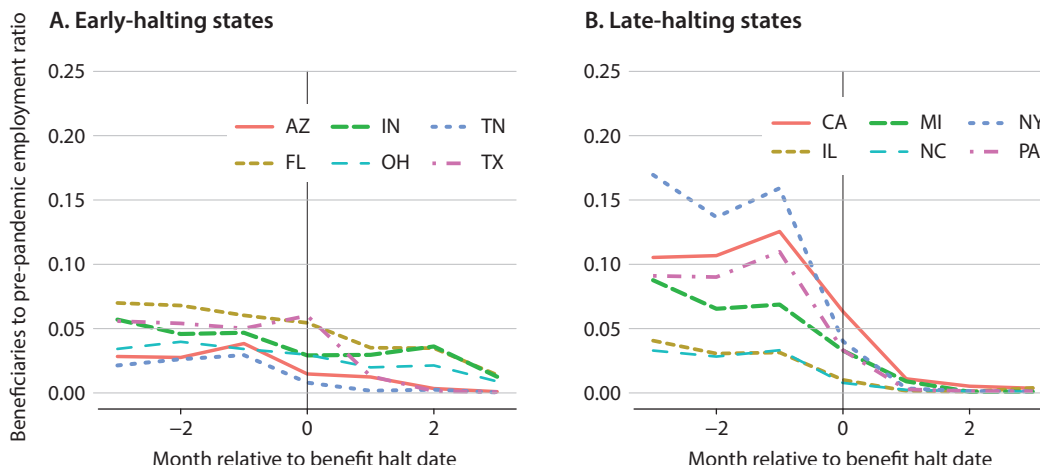 Beneficiaries to pre-pandemic employment ratio
A. Early-halting states
0.25
0.20
0.15
0.10
0.05
0.00
AZ IN TN
FL OH TX
−2 0 2
Month relative to benefit halt date
B. Late-halting states
0.25
0.20
0.15
0.10
0.05
0.00
CA MI NY
IL NC PA
−2 0 2
Month relative to benefit halt date